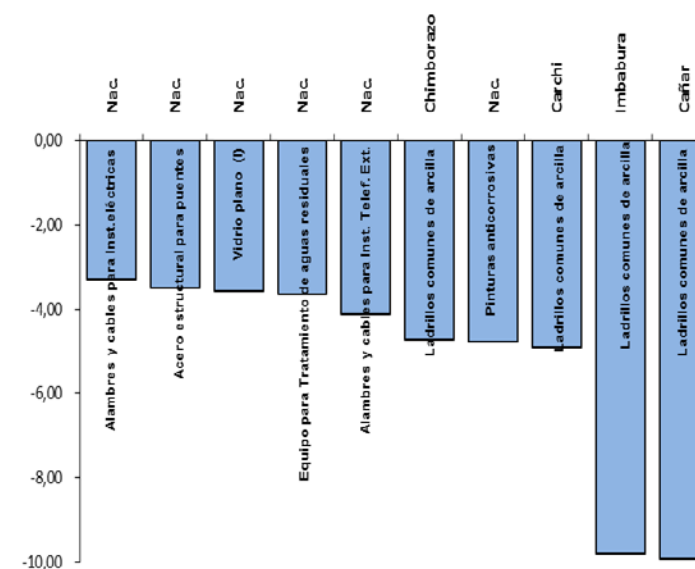 Nac.
Nac.
Nac.
Nac.
Nac.
Chimborazo
Nac.
Carchi
Imbabura
Cañar
0,00
-2,00
-4,00
-6,00
-8,00
-10,00
Alambres y cables para Inst.eléctricas
Acero estructural para puentes
Vidrio plano (I)
Equipo para Tratamiento de aguas residuales
Alambres y cables para Inst. Telef. Ext.
Ladrillos comunes de arcilla
Pinturas anticorrosivas
Ladrillos comunes de arcilla
Ladrillos comunes de arcilla
Ladrillos comunes de arcilla